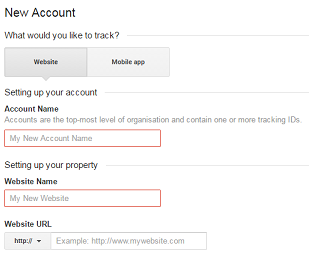 New Account
What would you like to track?
Website Mobile app
Setting up your account
Account Name
Accounts are the top-most level of organisation and contain one or more tracking IDs.
My New Account Name
Setting up your property
Website Name
My New Website
Website URL
http:// Example: http://www.mywebsite.com